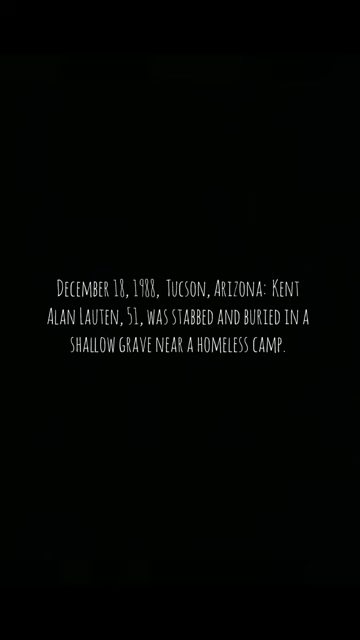 December 18, 1988, Tucson, Arizona: Kent
Alan Lauten, 51, was stabbed and buried in a
shallow grave near a homeless camp.